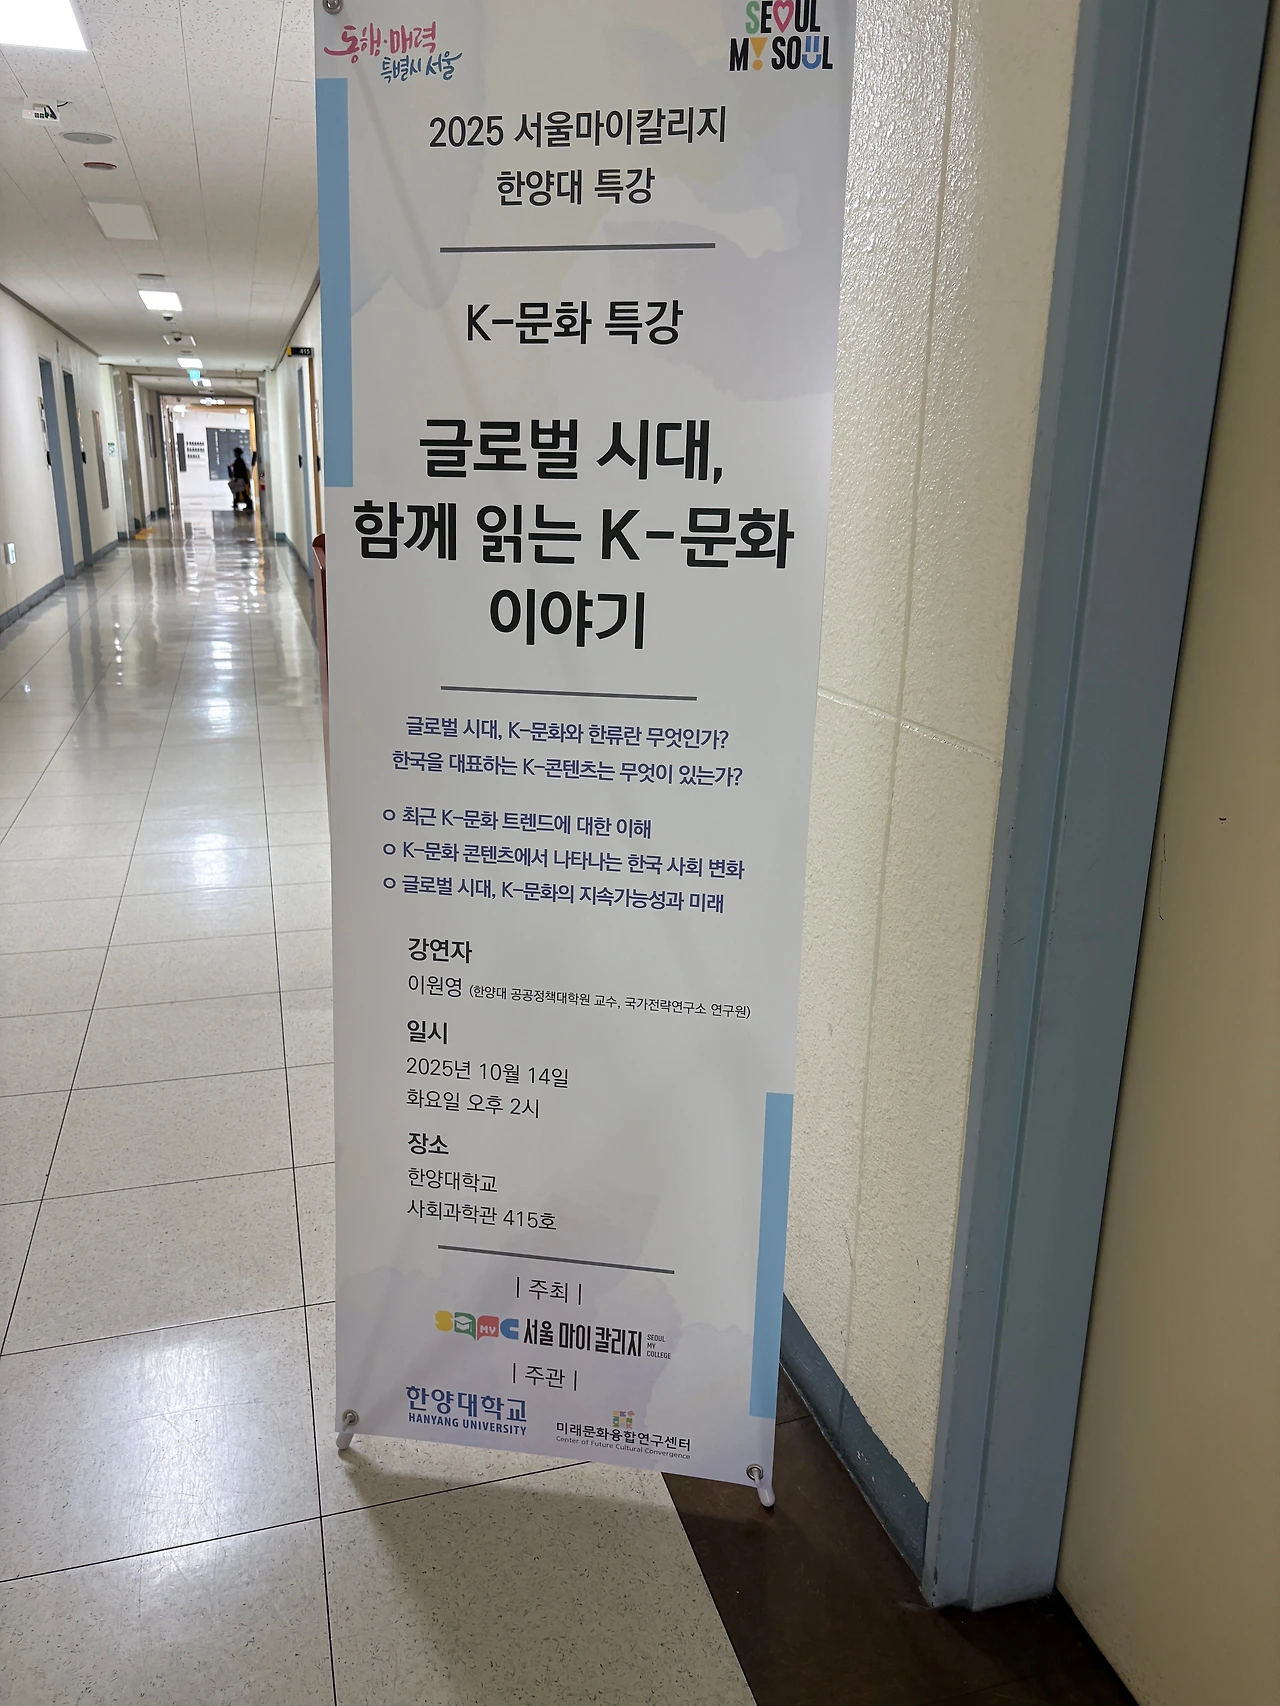 동행·매력
특별시 서울
SEOUL
MY SOUL
2025 서울마이칼리지
한양대 특강
K-문화 특강
글로벌 시대,
함께 읽는 K-문화
이야기
글로벌 시대, K-문화와 한류란 무엇인가?
한국을 대표하는 K-콘텐츠는 무엇이 있는가?
o 최근 K-문화 트렌드에 대한 이해
o K-문화 콘텐츠에서 나타나는 한국 사회 변화
o 글로벌 시대, K-문화의 지속가능성과 미래
강연자
이원영 (한양대 공공정책대학원 교수, 국가전략연구소 연구원)
일시
2025년 10월 14일
화요일 오후 2시
장소
한양대학교
사회과학관 415호
| 주최 |
SMC MY 서울 마이 칼리지 SEOUL MY COLLEGE
| 주관 |
한양대학교
HANYANG UNIVERSITY
미래문화융합연구센터
Center of Future Cultural Convergence
415